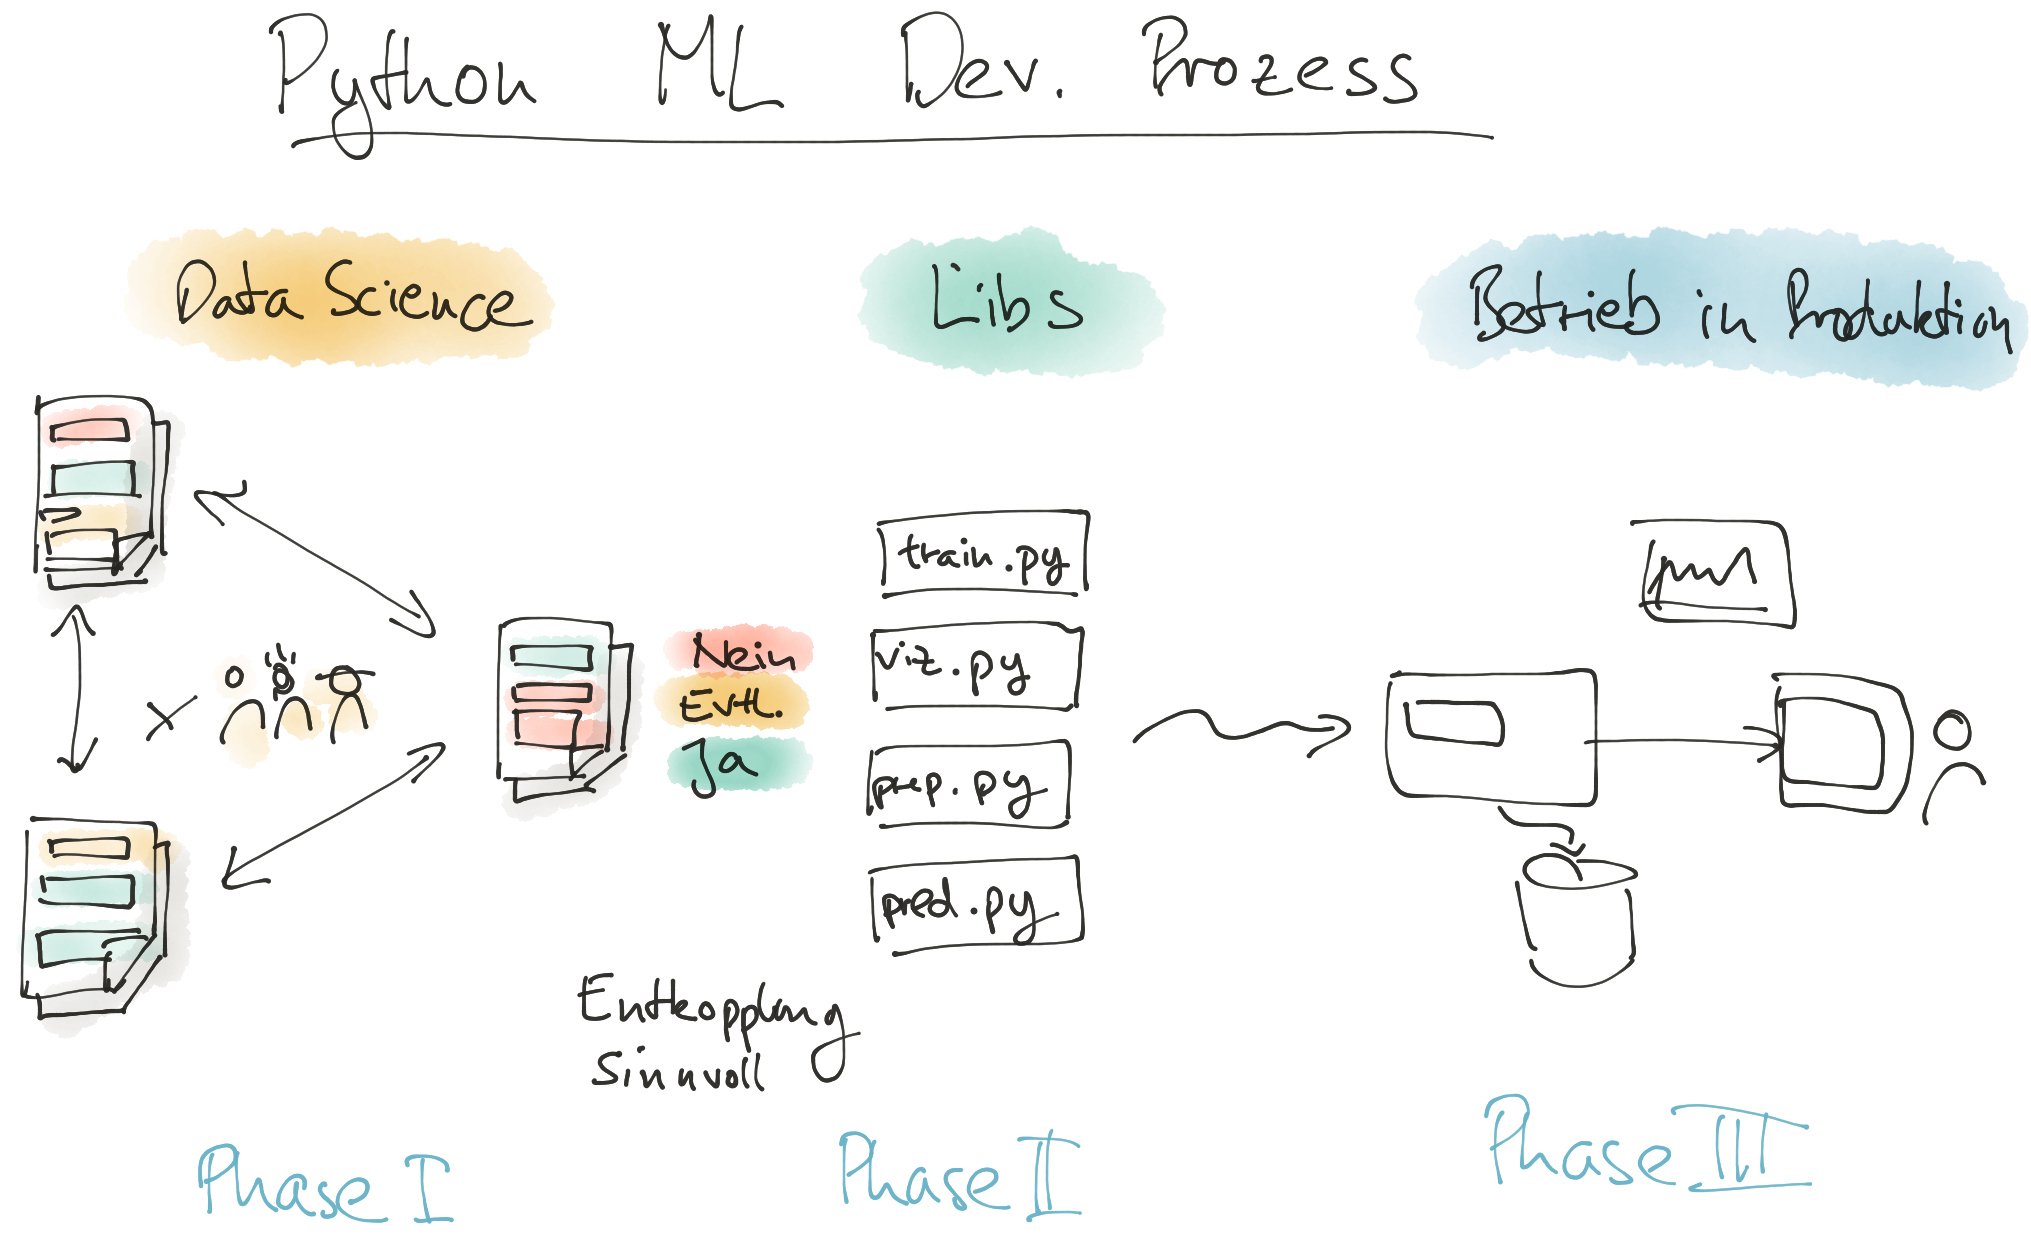 Python ML Dev. Prozess
Data Science
Libs
Betrieb in Produktion
Nein
Evtl.
Ja
train.py
viz.py
prep.py
pred.py
Entkopplung
Sinnvoll
Phase I
Phase II
Phase III